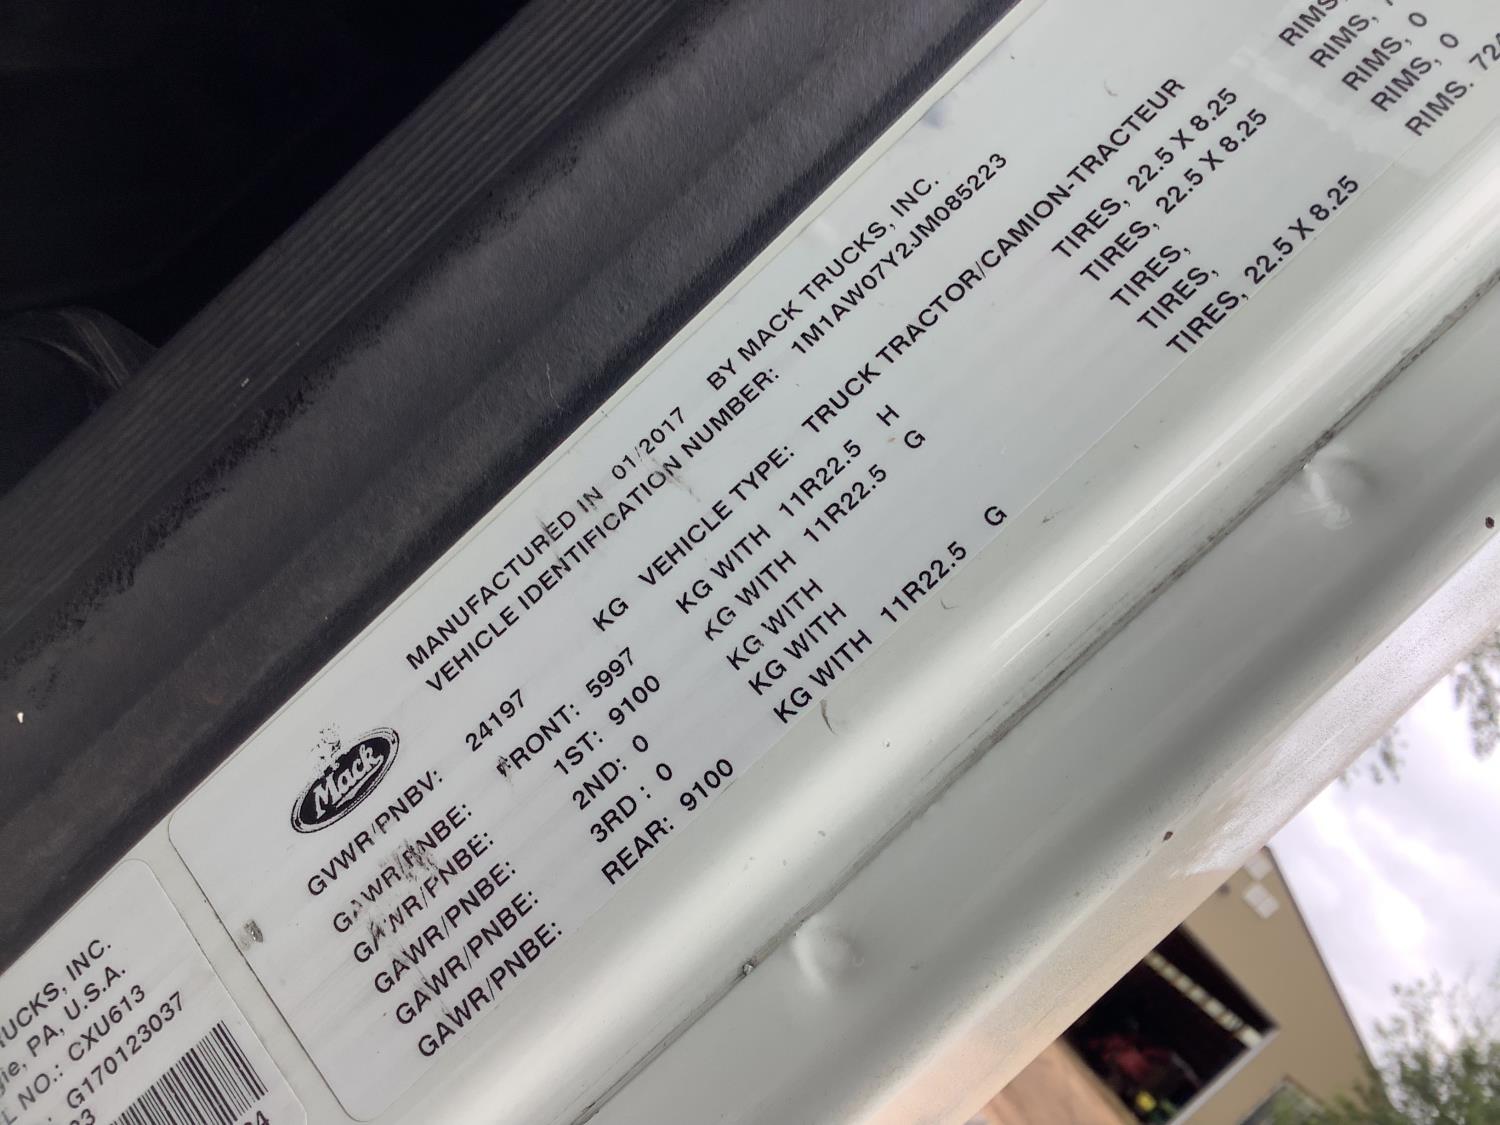 Mack
MANUFACTURED IN 01/2017 BY MACK TRUCKS, INC.
VEHICLE IDENTIFICATION NUMBER: 1M1AW07Y2JM085223
GVWR/PNBV: 24197 KG VEHICLE TYPE: TRUCK TRACTOR/CAMION-TRACTEUR
GAWR/PNBE: FRONT: 5997 KG WITH 11R22.5 H TIRES, 22.5 X 8.25 RIMS,
GAWR/PNBE: 1ST: 9100 KG WITH 11R22.5 G TIRES, 22.5 X 8.25 RIMS,
GAWR/PNBE: 2ND: 0 KG WITH TIRES, RIMS, 0
GAWR/PNBE: 3RD : 0 KG WITH TIRES, RIMS, 0
GAWR/PNBE: REAR: 9100 KG WITH 11R22.5 G TIRES, 22.5 X 8.25 RIMS.
INC.
PA, U.S.A.
NO.: CXU613
G170123037